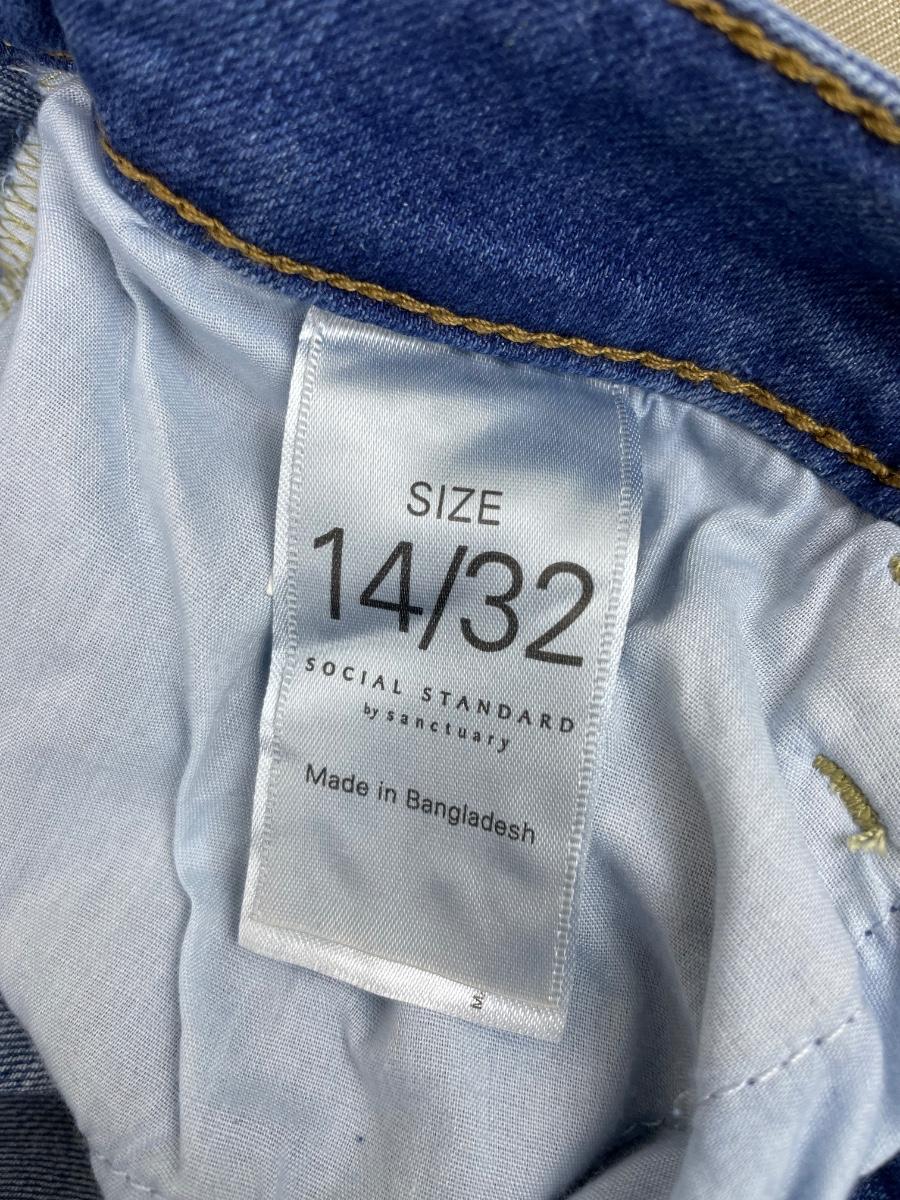 SIZE
14/32
SOCIAL STANDARD
by sanctuary
Made in Bangladesh
M